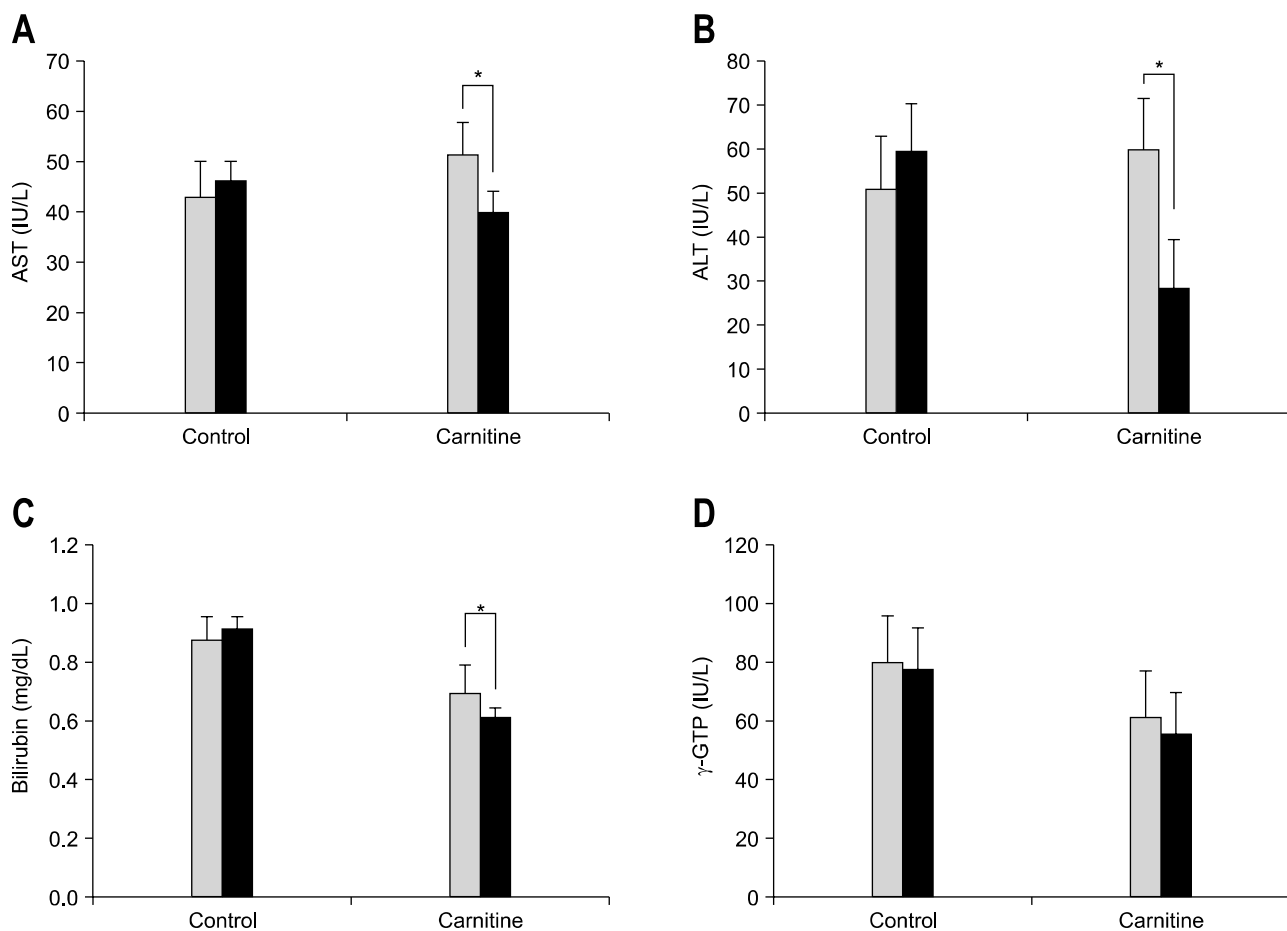 A
AST (IU/L)
70
60
50
40
30
20
10
0
*
Control Carnitine
B
ALT (IU/L)
80
70
60
50
40
30
20
10
0
*
Control Carnitine
C
Bilirubin (mg/dL)
1.2
1.0
0.8
0.6
0.4
0.2
0.0
*
Control Carnitine
D
γ-GTP (IU/L)
120
100
80
60
40
20
0
Control Carnitine